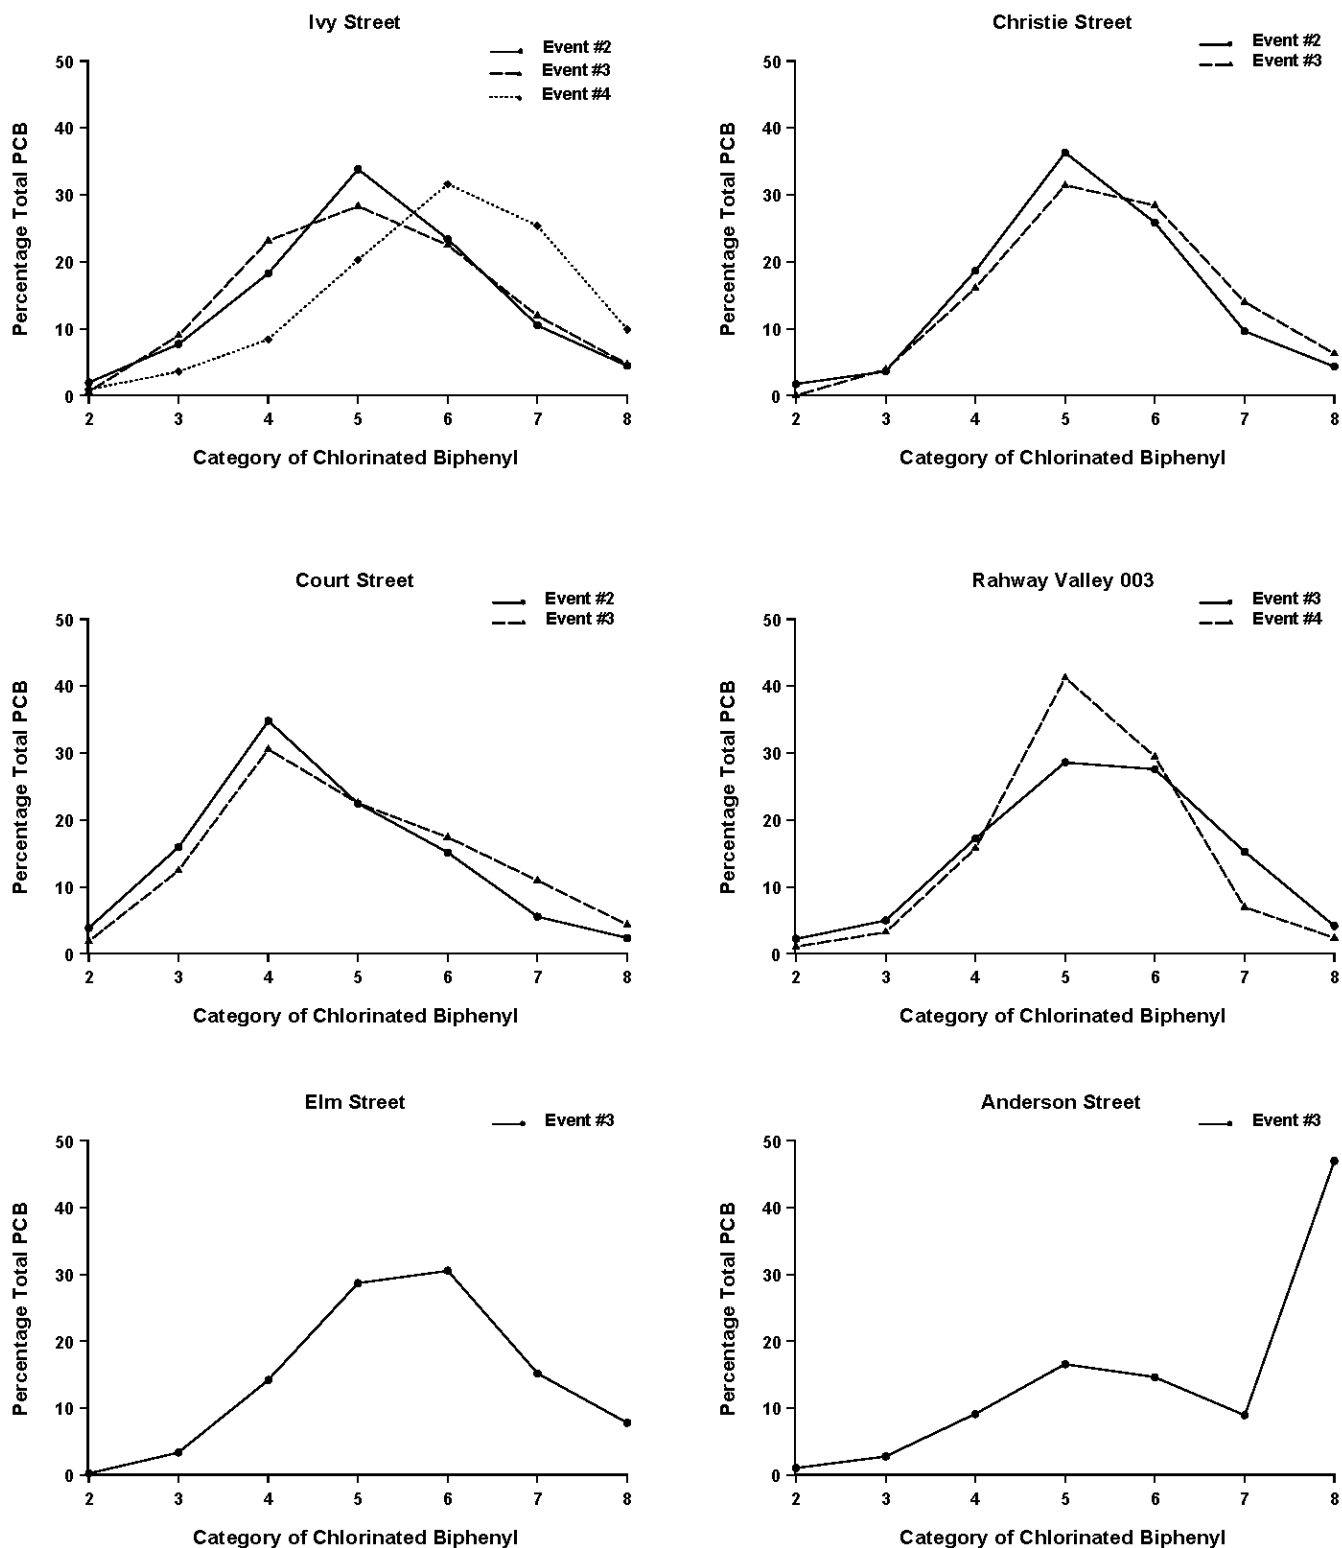 Ivy Street
Event #2
Event #3
Event #4
50
40
30
20
10
0
Percentage Total PCB
2 3 4 5 6 7 8
Category of Chlorinated Biphenyl
Christie Street
Event #2
Event #3
50
40
30
20
10
0
Percentage Total PCB
2 3 4 5 6 7 8
Category of Chlorinated Biphenyl
Court Street
Event #2
Event #3
50
40
30
20
10
0
Percentage Total PCB
2 3 4 5 6 7 8
Category of Chlorinated Biphenyl
Rahway Valley 003
Event #3
Event #4
50
40
30
20
10
0
Percentage Total PCB
2 3 4 5 6 7 8
Category of Chlorinated Biphenyl
Elm Street
Event #3
50
40
30
20
10
0
Percentage Total PCB
2 3 4 5 6 7 8
Category of Chlorinated Biphenyl
Anderson Street
Event #3
50
40
30
20
10
0
Percentage Total PCB
2 3 4 5 6 7 8
Category of Chlorinated Biphenyl